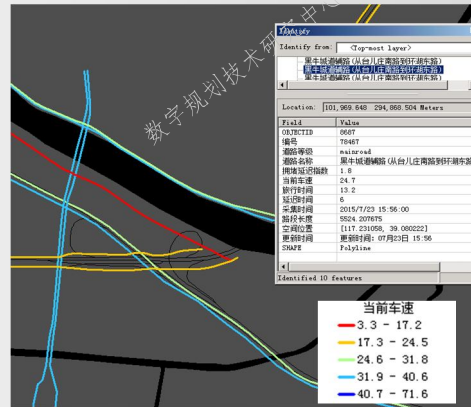 数字规划技术研究中心
Identify
Identify from: <Top-most layer>
黑牛城道辅路(从台儿庄南路到环湖东路)
黑牛城道辅路(从台儿庄南路到环湖东路)
黑牛城道辅路(从台儿庄南路到环湖东路)
Location: 101,969.648 294,868.504 Meters
Field Value
OBJECTID 8687
编号 78467
道路等级 mainroad
道路名称 黑牛城道辅路(从台儿庄南路到环湖东路
拥堵延迟指数 1.8
当前车速 24.7
旅行时间 13.2
延迟时间 6
采集时间 2015/7/23 15:56:00
路段长度 5524.207675
空间位置 [117.231058, 39.080222]
更新时间 更新时间: 07月23日 15:56
SHAPE Polyline
Identified 10 features
当前车速
3.3 - 17.2
17.3 - 24.5
24.6 - 31.8
31.9 - 40.6
40.7 - 71.6